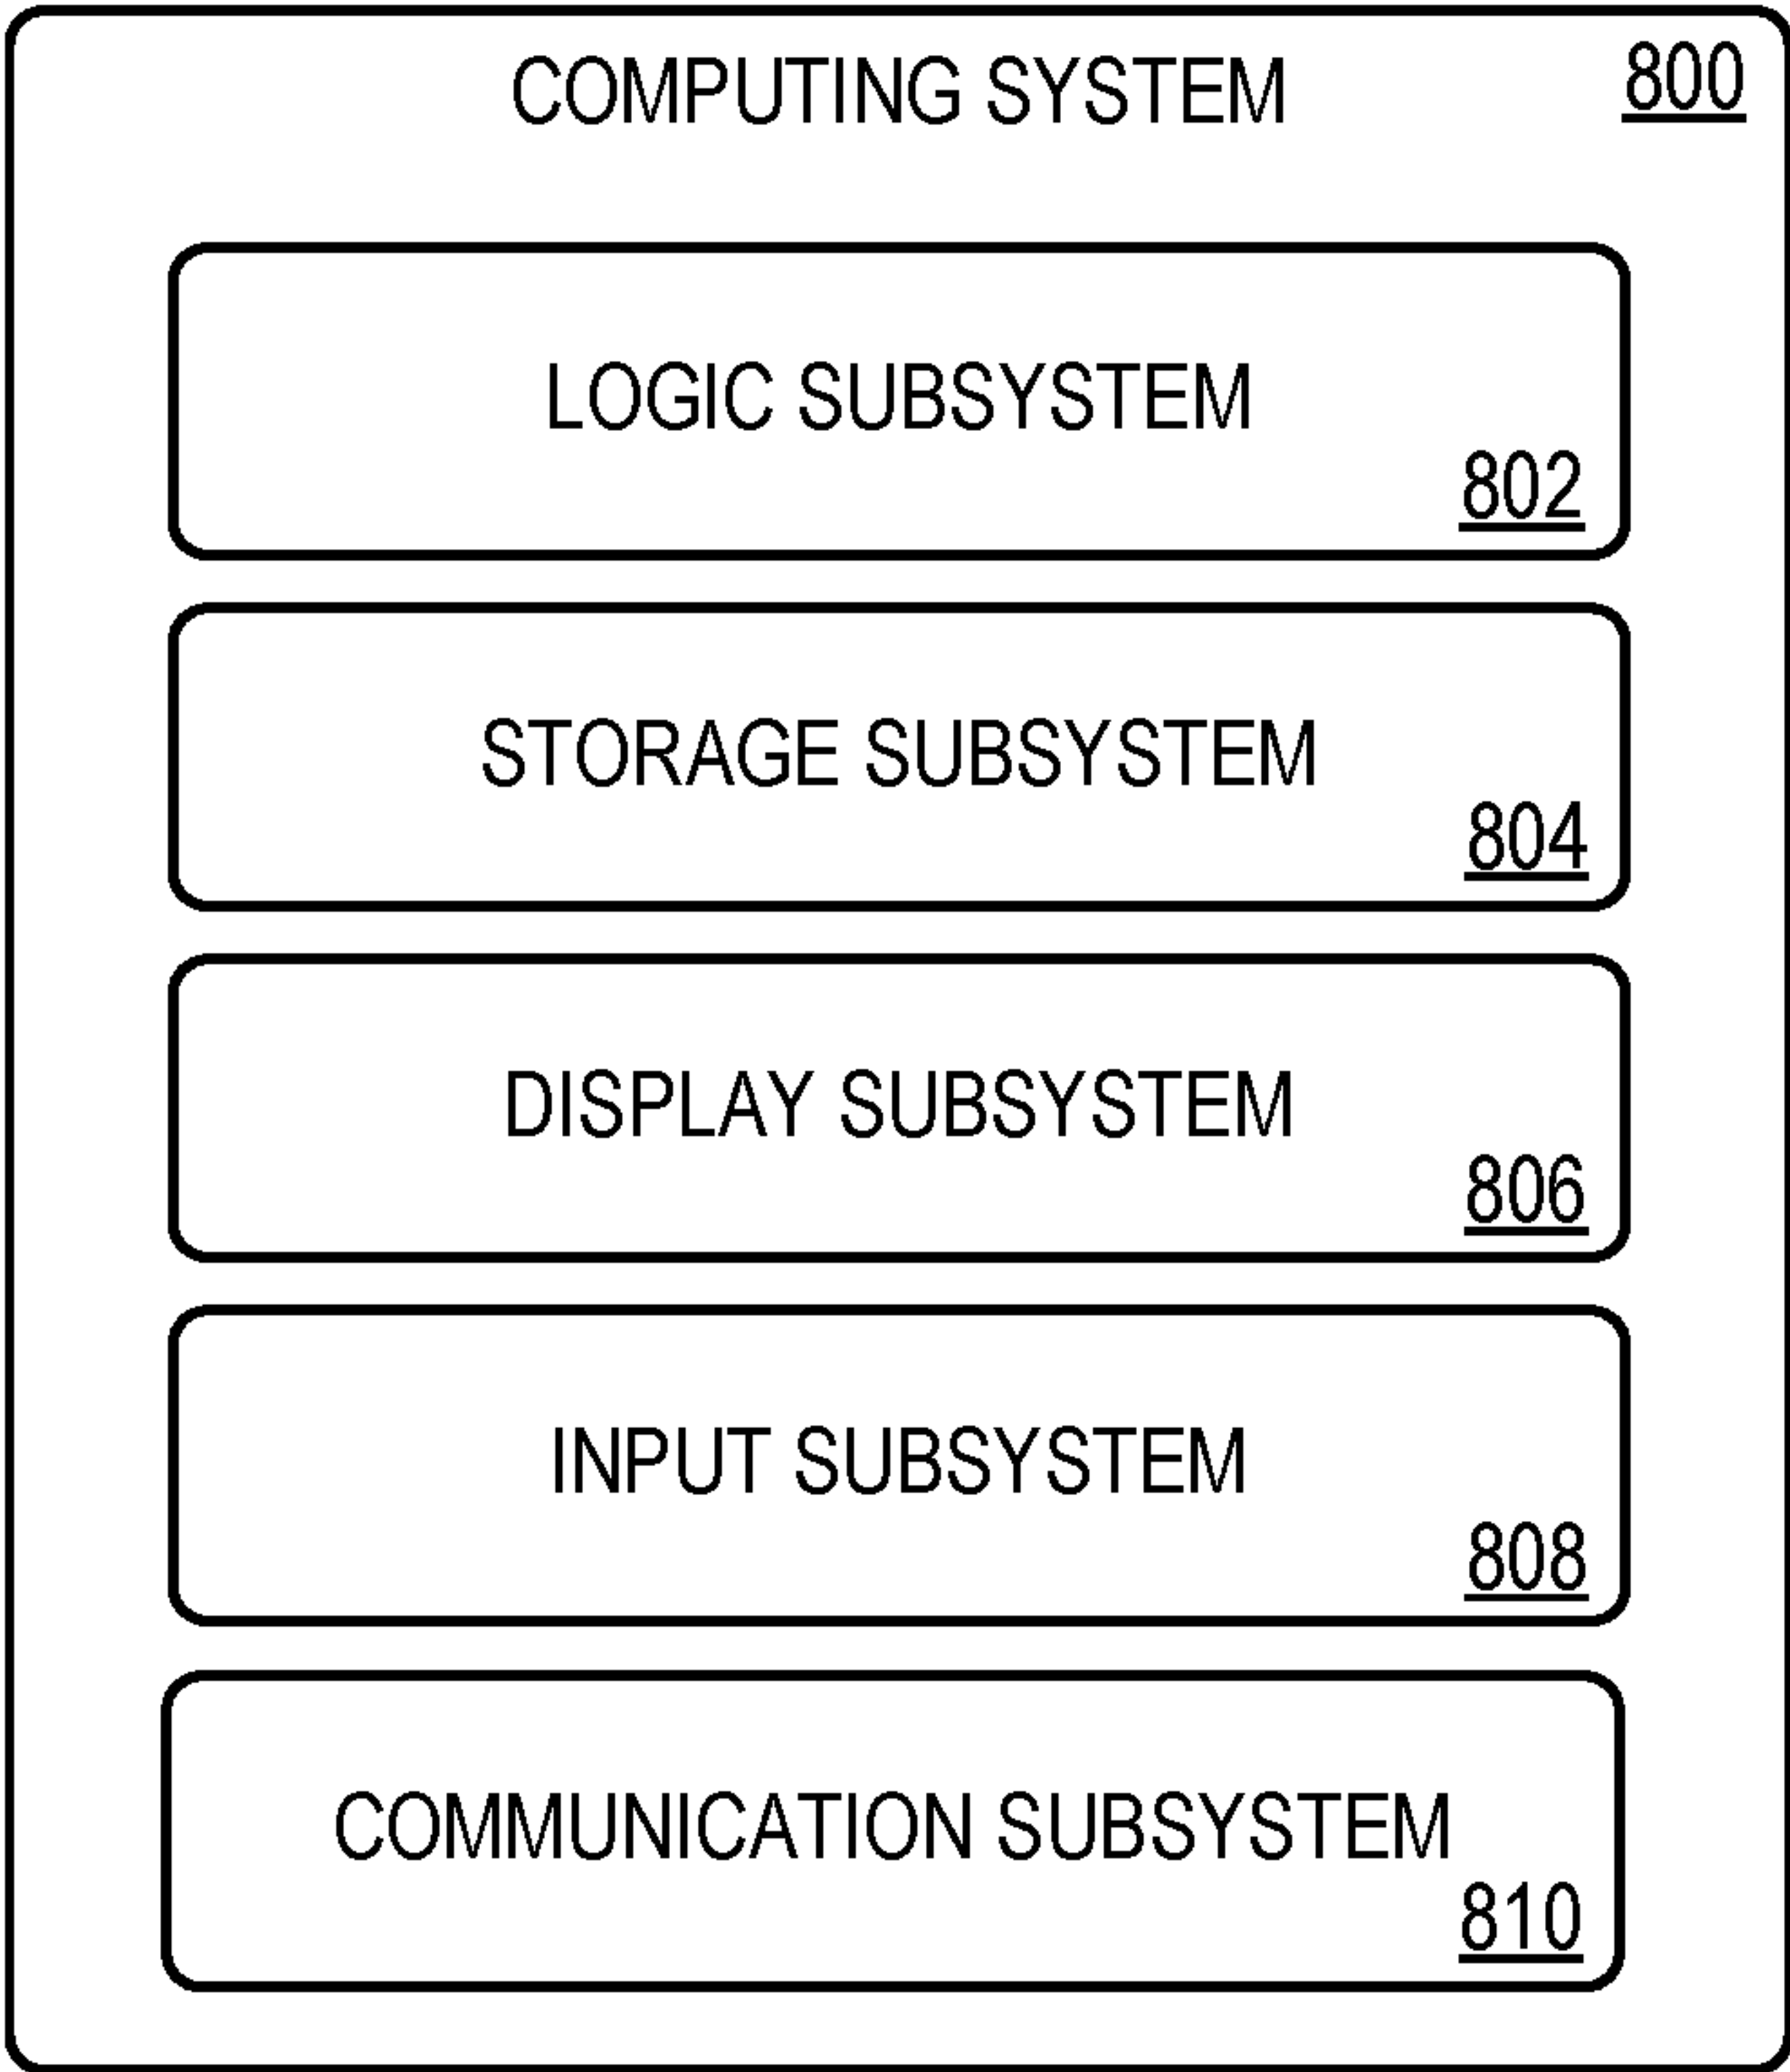 COMPUTING SYSTEM 800
LOGIC SUBSYSTEM
802
STORAGE SUBSYSTEM
804
DISPLAY SUBSYSTEM
806
INPUT SUBSYSTEM
808
COMMUNICATION SUBSYSTEM
810